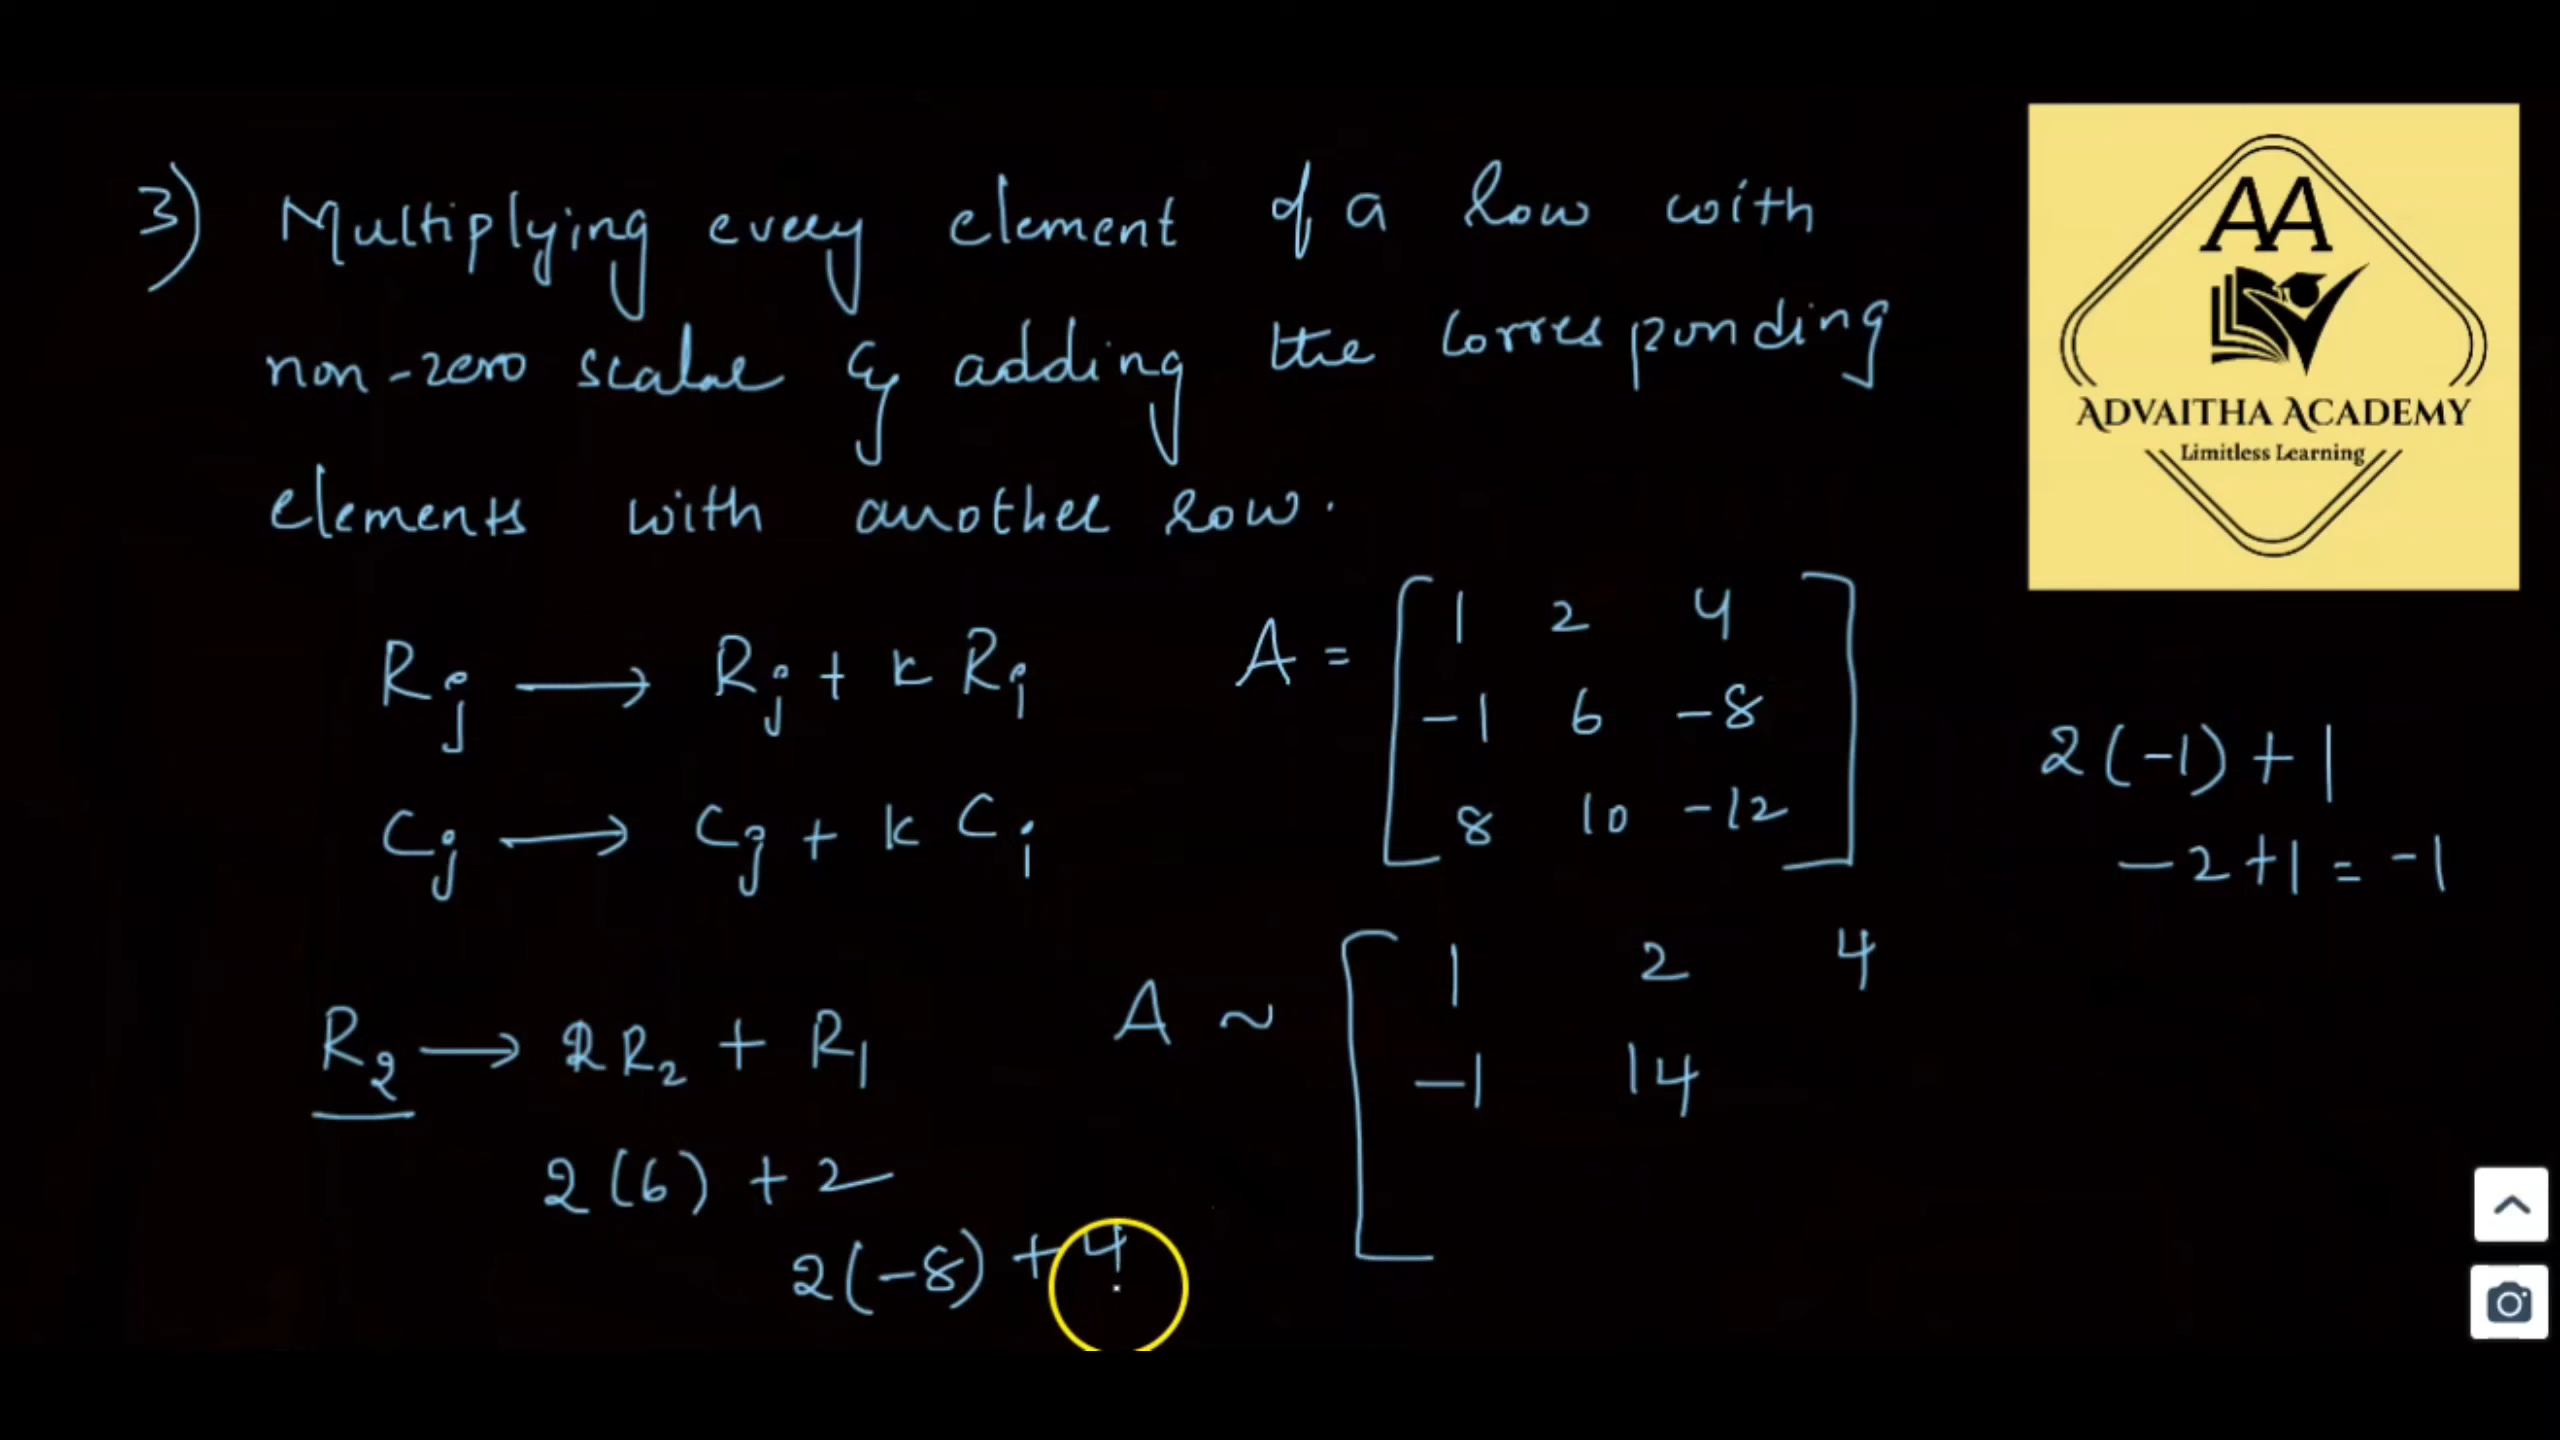 3) Multiplying every element of a row with
non-zero scalar & adding the corresponding
elements with another row.
Rj → Rj + k Ri
Cj → Cj + k Ci
A = [1 2 4
-1 6 -8
8 10 -12]
2(-1) + 1
-2+1 = -1
R2 → 2R2 + R1
2(6) + 2
2(-8) + 4
A ~ [1 2 4
-1 14
AA
ADVAITHA ACADEMY
Limitless Learning